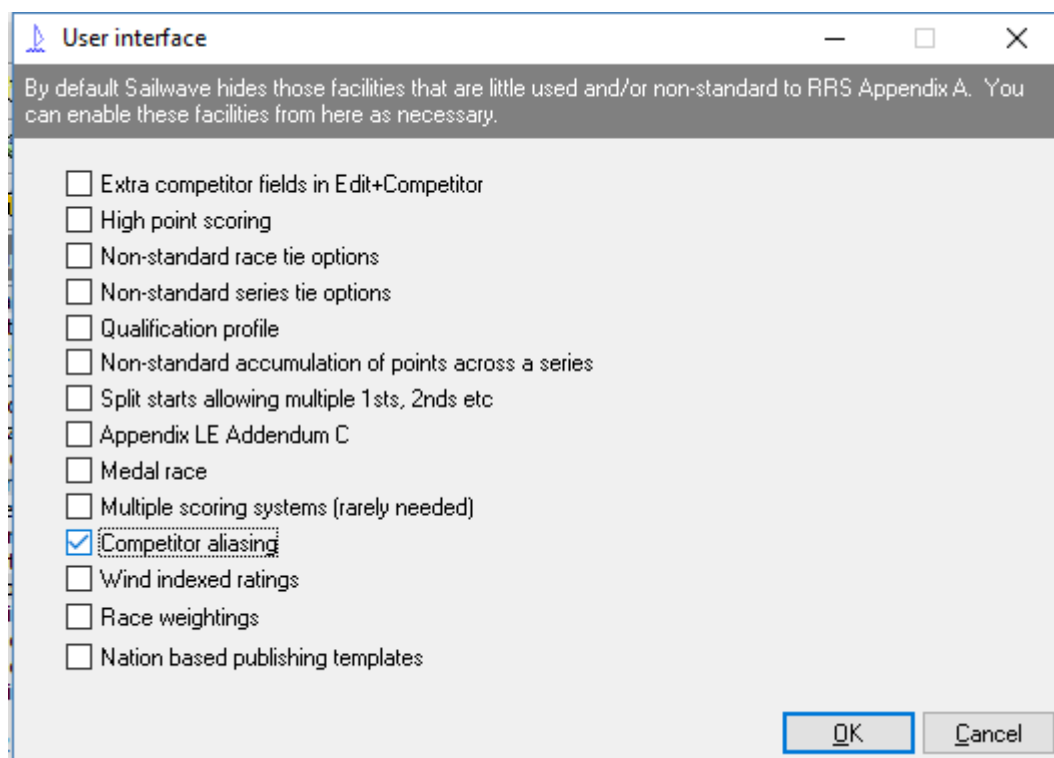 User interface
By default Sailwave hides those facilities that are little used and/or non-standard to RRS Appendix A. You
can enable these facilities from here as necessary.
Extra competitor fields in Edit+Competitor
High point scoring
Non-standard race tie options
Non-standard series tie options
Qualification profile
Non-standard accumulation of points across a series
Split starts allowing multiple 1sts, 2nds etc
Appendix LE Addendum C
Medal race
Multiple scoring systems (rarely needed)
Competitor aliasing
Wind indexed ratings
Race weightings
Nation based publishing templates
OK Cancel